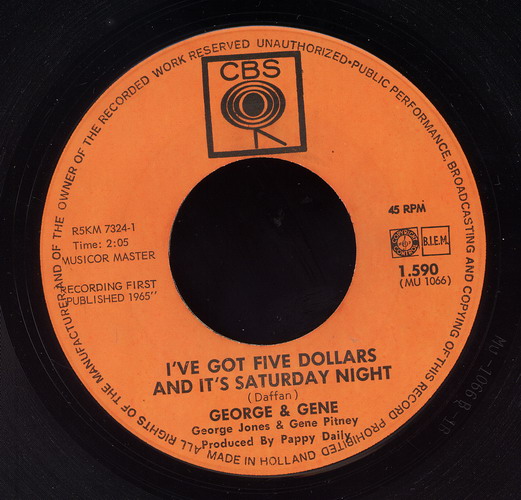 ALL RIGHTS OF THE MANUFACTURER AND OF THE OWNER OF THE RECORDED WORK RESERVED UNAUTHORIZED • PUBLIC PERFORMANCE, BROADCASTING AND COPYING OF THIS RECORD PROHIBITED
CBS
R5KM 7324-1
Time: 2:05
MUSICOR MASTER
"RECORDING FIRST
PUBLISHED 1965"
45 RPM
B.I.E.M.
1.590
(MU 1066)
I'VE GOT FIVE DOLLARS
AND IT'S SATURDAY NIGHT
(Daffan)
GEORGE & GENE
George Jones & Gene Pitney
Produced By Pappy Daily
MADE IN HOLLAND